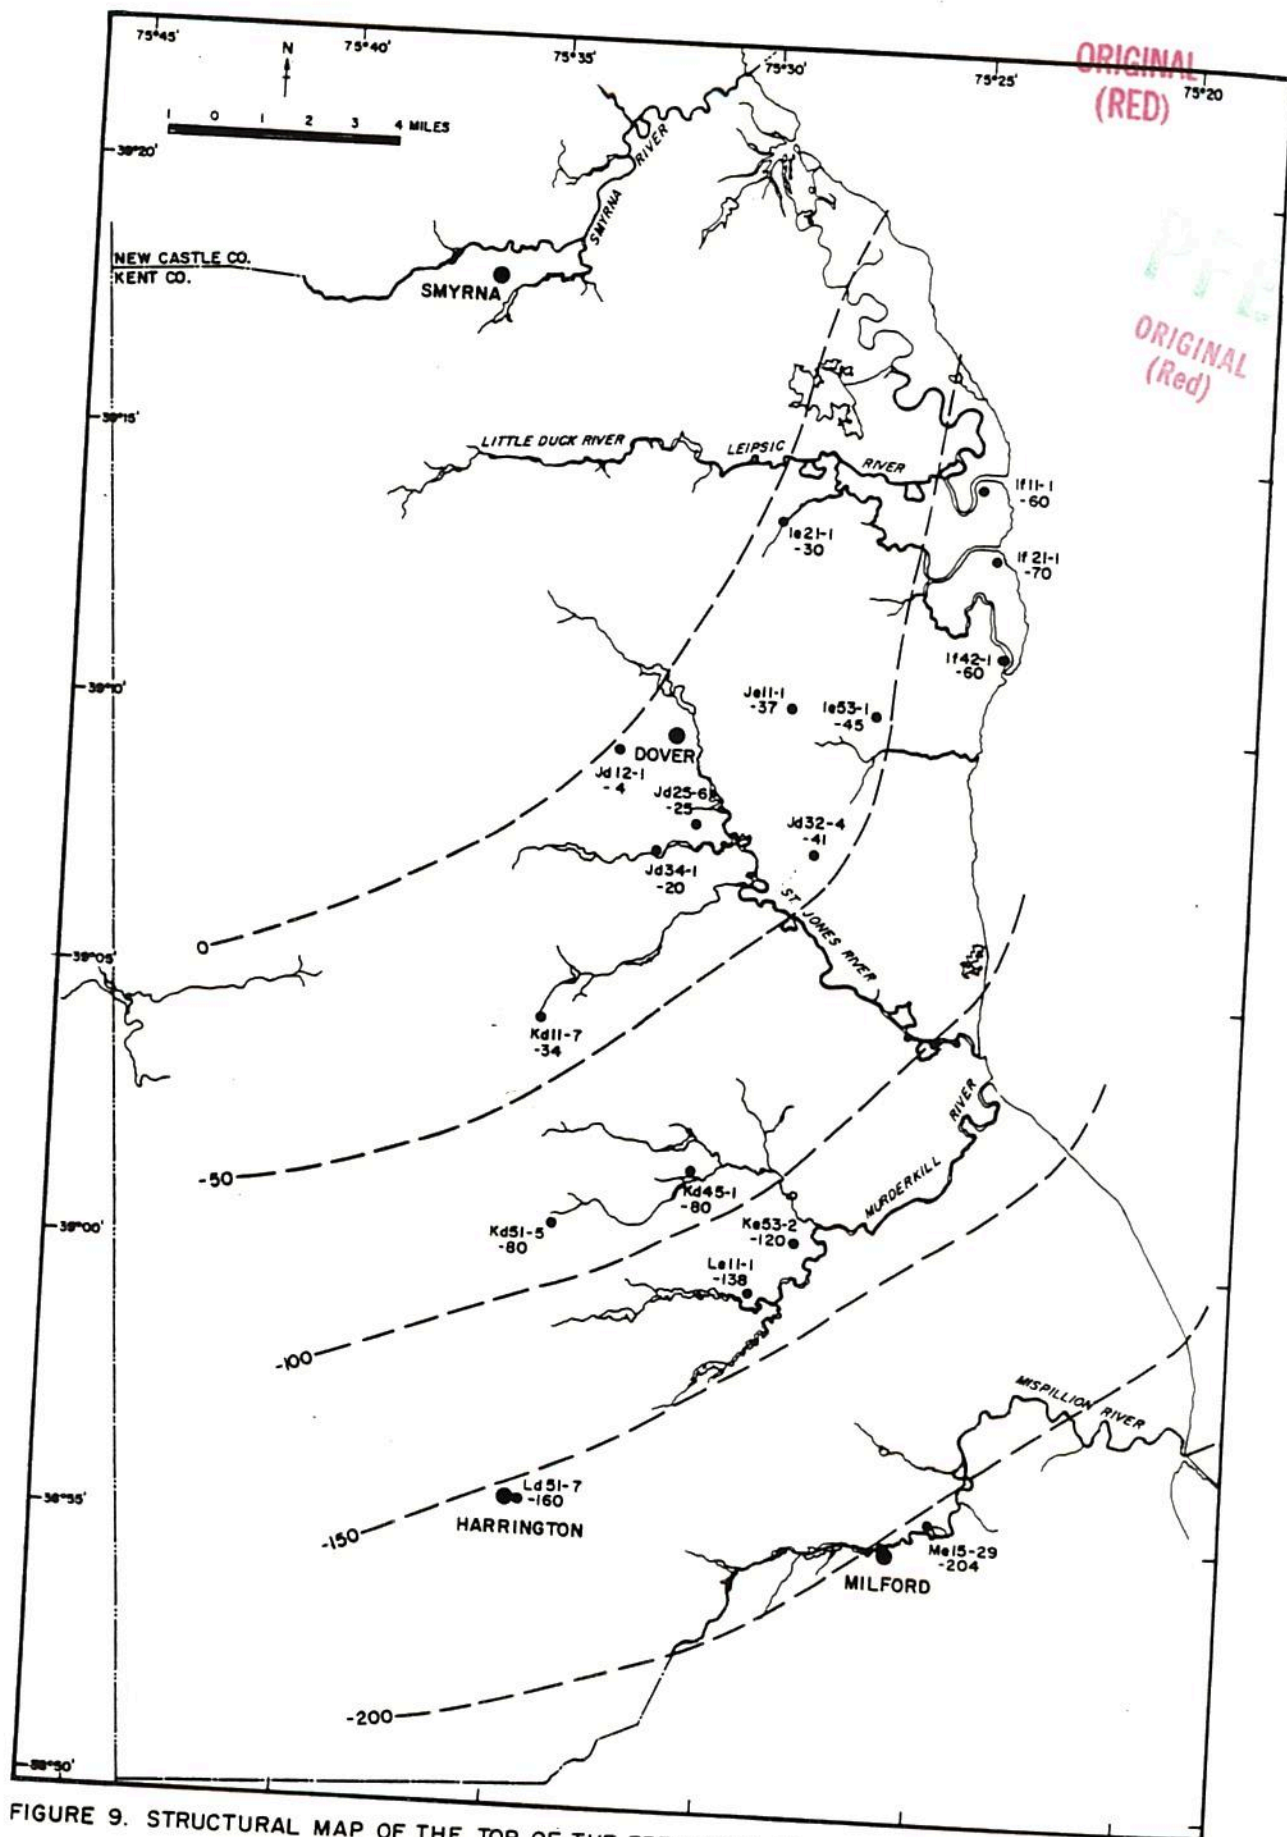 75°45'
75°40'
75°35'
75°30'
75°25'
75°20
ORIGINAL
(RED)
N
1 0 1 2 3 4 MILES
39°20'
NEW CASTLE CO.
KENT CO.
SMYRNA
SMYRNA RIVER
ORIGINAL
(Red)
39°15'
LITTLE DUCK RIVER
LEIPSIC RIVER
If11-1
-60
Ie21-1
-30
If 21-1
-70
If42-1
-60
39°10'
Je11-1
-37
Ie53-1
-45
DOVER
Jd12-1
-4
Jd25-6
-25
Jd32-4
-41
Jd34-1
-20
ST. JONES RIVER
0
39°05'
Kd11-7
-34
-50
MURDERKILL RIVER
Kd45-1
-80
Kd51-5
-80
Ke53-2
-120
39°00'
Le11-1
-138
-100
MISPILLION RIVER
Ld51-7
-160
HARRINGTON
38°55'
-150
Me15-29
-204
MILFORD
-200
38°50'
FIGURE 9. STRUCTURAL MAP OF THE TOP OF THE